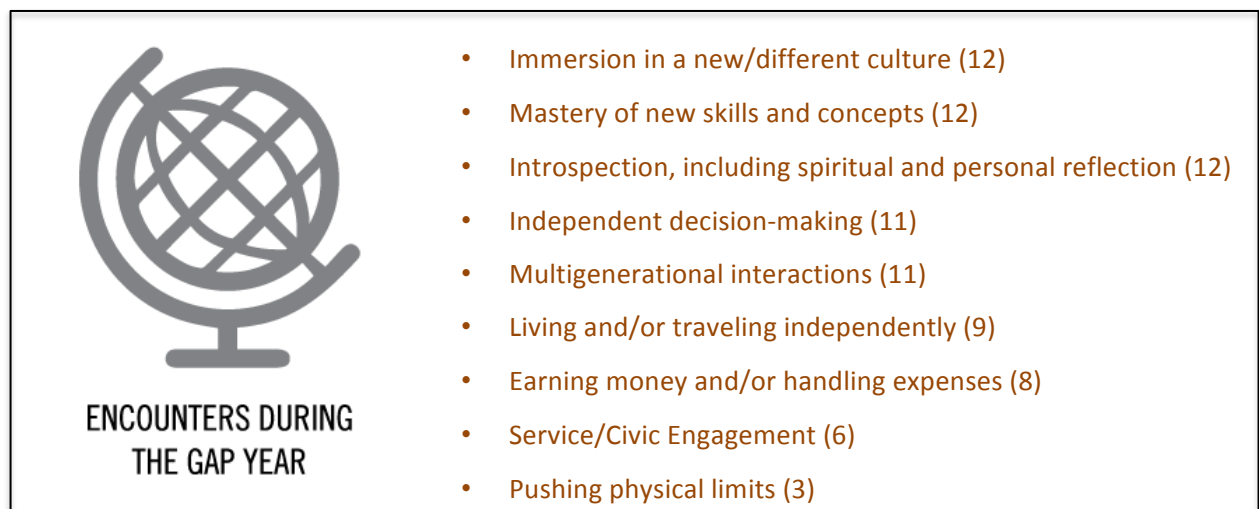 • Immersion in a new/different culture (12)
• Mastery of new skills and concepts (12)
• Introspection, including spiritual and personal reflection (12)
• Independent decision-making (11)
• Multigenerational interactions (11)
• Living and/or traveling independently (9)
• Earning money and/or handling expenses (8)
• Service/Civic Engagement (6)
• Pushing physical limits (3)
ENCOUNTERS DURING
THE GAP YEAR